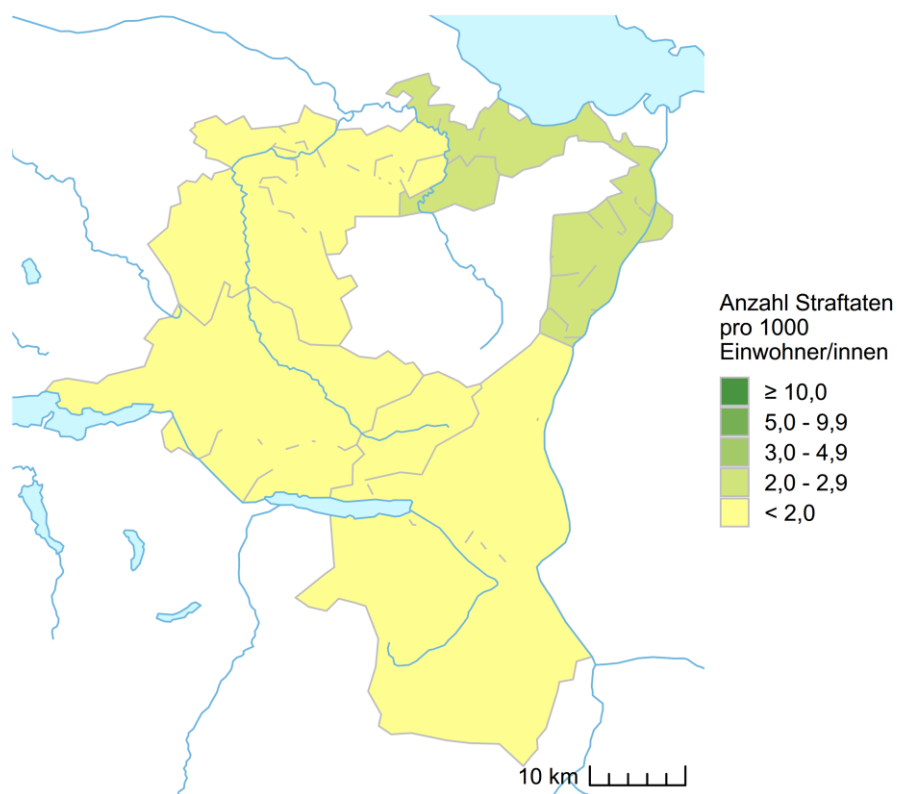 Anzahl Straftaten
pro 1000
Einwohner/innen
≥ 10,0
5,0 - 9,9
3,0 - 4,9
2,0 - 2,9
< 2,0
10 km